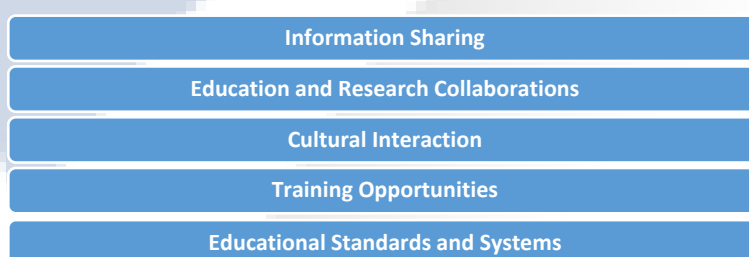 Information Sharing
Education and Research Collaborations
Cultural Interaction
Training Opportunities
Educational Standards and Systems